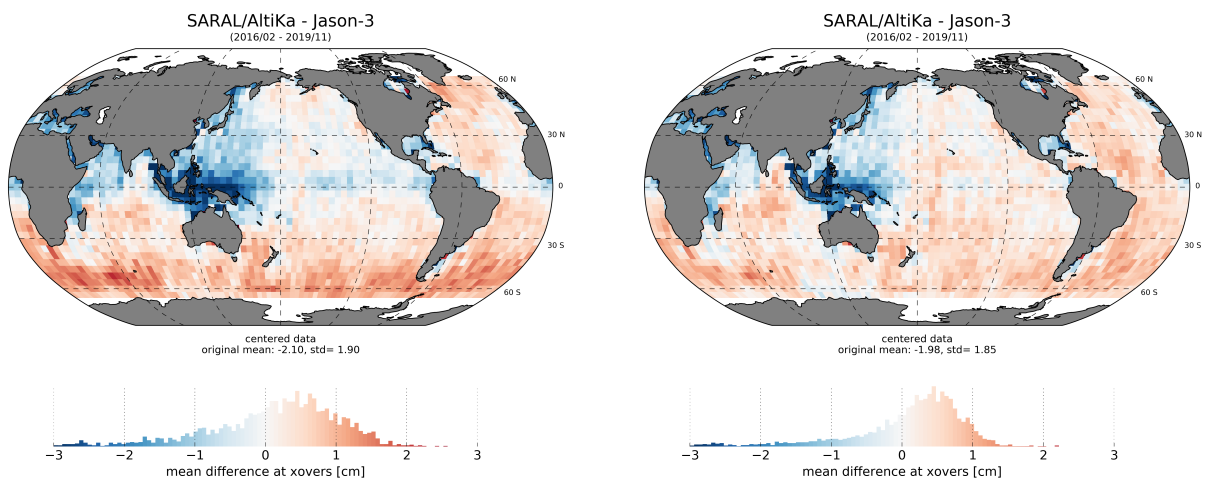 SARAL/AltiKa - Jason-3
(2016/02 - 2019/11)
60 N
30 N
0
30 S
60 S
centered data
original mean: -2.10, std= 1.90
−3 −2 −1 0 1 2 3
mean difference at xovers [cm]
SARAL/AltiKa - Jason-3
(2016/02 - 2019/11)
60 N
30 N
0
30 S
60 S
centered data
original mean: -1.98, std= 1.85
−3 −2 −1 0 1 2 3
mean difference at xovers [cm]